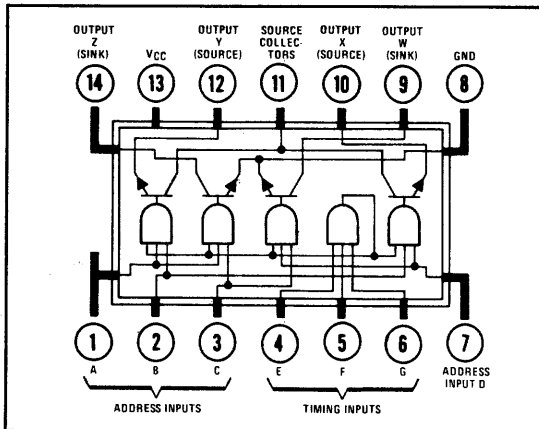 OUTPUT Z (SINK)
VCC
OUTPUT Y (SOURCE)
SOURCE COLLEC- TORS
OUTPUT X (SOURCE)
OUTPUT W (SINK)
GND
14 13 12 11 10 9 8
1 2 3 4 5 6 7
A B C E F G
ADDRESS INPUT D
ADDRESS INPUTS
TIMING INPUTS